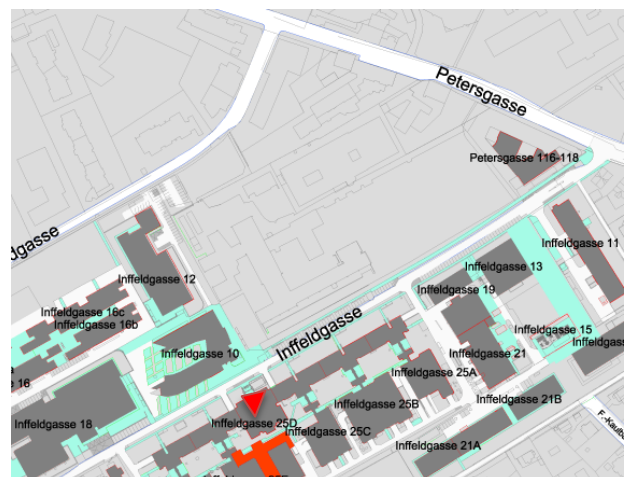 Petersgasse
Petersgasse 116-118
dgasse
Inffeldgasse 11
Inffeldgasse 12
Inffeldgasse 13
Inffeldgasse 19
Inffeldgasse 16c
Inffeldgasse 16b
Inffeldgasse 15
Inffeldgasse
Inffeldgasse 10
Inffeldgasse 21
Inffeldgasse 25A
16
Inffeldgasse 21B
Inffeldgasse 25B
Inffeldgasse 25D
F.-Kaulba
Inffeldgasse 18
Inffeldgasse 25C
Inffeldgasse 21A